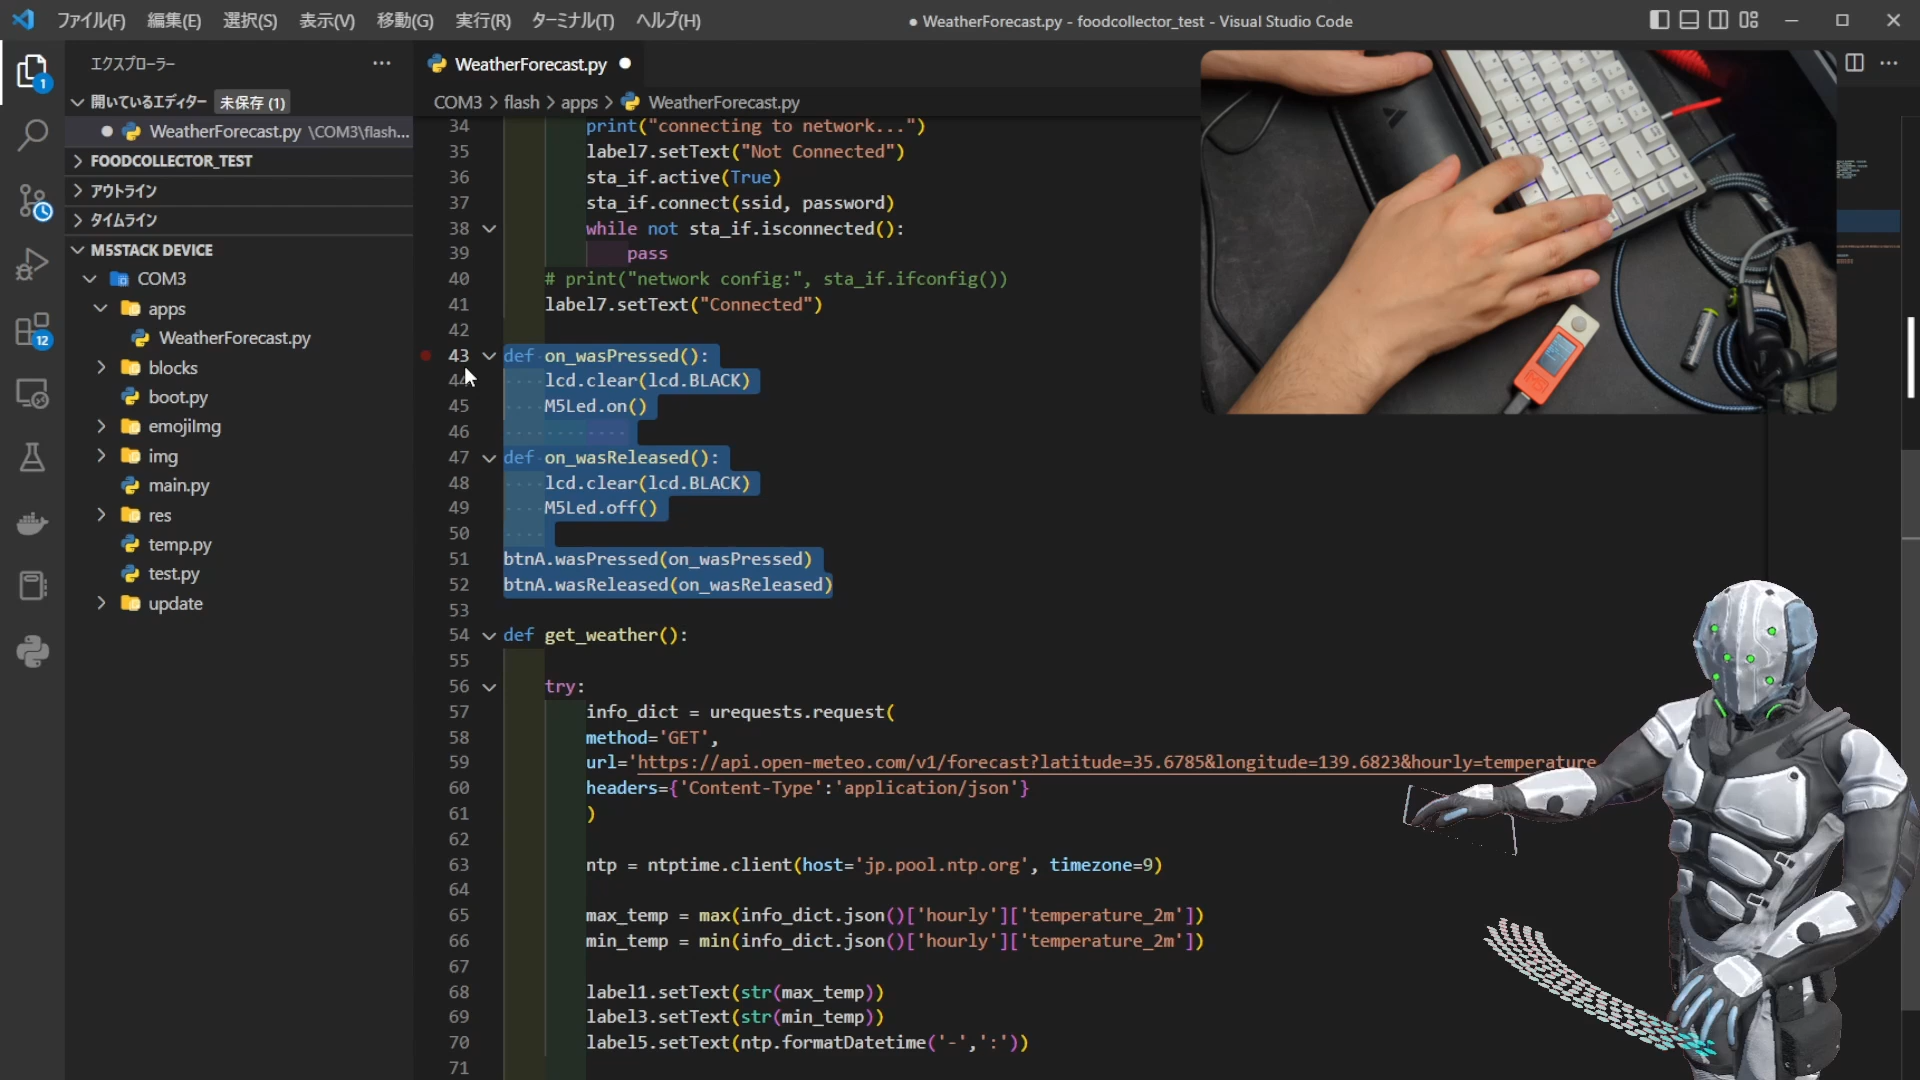 ファイル(F) 編集(E) 選択(S) 表示(V) 移動(G) 実行(R) ターミナル(T) ヘルプ(H)
● WeatherForecast.py - foodcollector_test - Visual Studio Code
エクスプローラー
開いているエディター 未保存 (1)
WeatherForecast.py \COM3\flash...
FOODCOLLECTOR_TEST
アウトライン
タイムライン
M5STACK DEVICE
COM3
apps
WeatherForecast.py
blocks
boot.py
emojiImg
img
main.py
res
temp.py
test.py
update
1
12
WeatherForecast.py
COM3 > flash > apps > WeatherForecast.py
34 print("connecting to network...")
35 label7.setText("Not Connected")
36 sta_if.active(True)
37 sta_if.connect(ssid, password)
38 while not sta_if.isconnected():
39 pass
40 # print("network config:", sta_if.ifconfig())
41 label7.setText("Connected")
42
43 def on_wasPressed():
44 lcd.clear(lcd.BLACK)
45 M5Led.on()
46
47 def on_wasReleased():
48 lcd.clear(lcd.BLACK)
49 M5Led.off()
50
51 btnA.wasPressed(on_wasPressed)
52 btnA.wasReleased(on_wasReleased)
53
54 def get_weather():
55
56 try:
57 info_dict = urequests.request(
58 method='GET',
59 url='https://api.open-meteo.com/v1/forecast?latitude=35.6785&longitude=139.6823&hourly=temperature
60 headers={'Content-Type':'application/json'}
61 )
62
63 ntp = ntptime.client(host='jp.pool.ntp.org', timezone=9)
64
65 max_temp = max(info_dict.json()['hourly']['temperature_2m'])
66 min_temp = min(info_dict.json()['hourly']['temperature_2m'])
67
68 label1.setText(str(max_temp))
69 label3.setText(str(min_temp))
70 label5.setText(ntp.formatDatetime('-',':'))
71